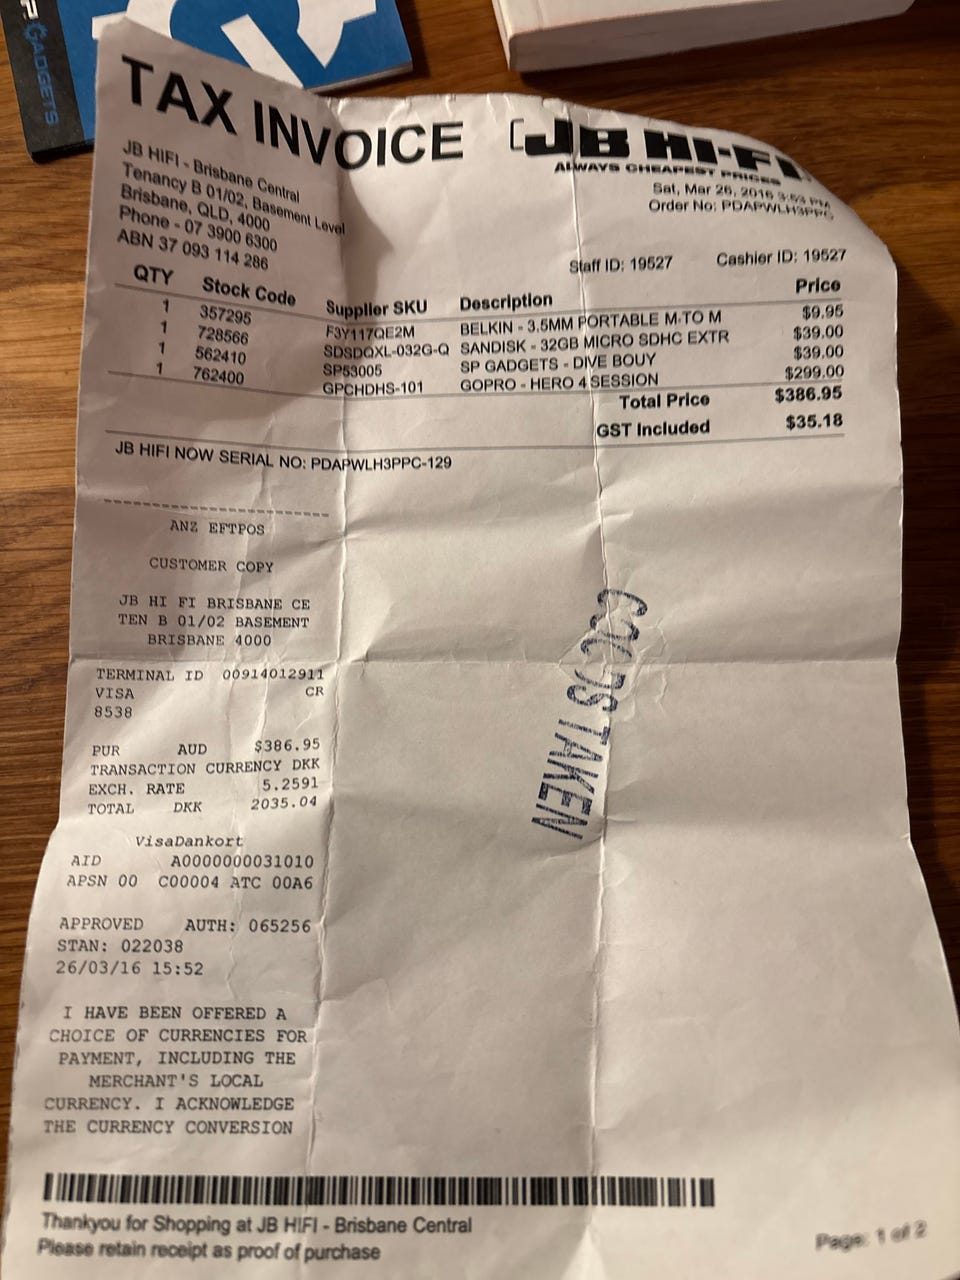 GADGETS
TAX INVOICE
JB HI-FI
ALWAYS CHEAPEST PRICES
Sat, Mar 26, 2016 3:53 PM
Order No: PDAPWLH3PPC
JB HIFI - Brisbane Central
Tenancy B 01/02, Basement Level
Brisbane, QLD, 4000
Phone - 07 3900 6300
ABN 37 093 114 286
Staff ID: 19527 Cashier ID: 19527
QTY Stock Code Supplier SKU Description Price
1 357295 F3Y117QE2M BELKIN - 3.5MM PORTABLE M-TO M $9.95
1 728566 SDSDQXL-032G-Q SANDISK - 32GB MICRO SDHC EXTR $39.00
1 562410 SP53005 SP GADGETS - DIVE BOUY $39.00
1 762400 GPCHDHS-101 GOPRO - HERO 4 SESSION $299.00
Total Price $386.95
GST Included $35.18
JB HIFI NOW SERIAL NO: PDAPWLH3PPC-129
ANZ EFTPOS
CUSTOMER COPY
JB HI FI BRISBANE CE
TEN B 01/02 BASEMENT
BRISBANE 4000
TERMINAL ID 00914012911
VISA CR
8538
PUR AUD $386.95
TRANSACTION CURRENCY DKK
EXCH. RATE 5.2591
TOTAL DKK 2035.04
VisaDankort
AID A0000000031010
APSN 00 C00004 ATC 00A6
APPROVED AUTH: 065256
STAN: 022038
26/03/16 15:52
I HAVE BEEN OFFERED A
CHOICE OF CURRENCIES FOR
PAYMENT, INCLUDING THE
MERCHANT'S LOCAL
CURRENCY. I ACKNOWLEDGE
THE CURRENCY CONVERSION
GOODS TAKEN
Thankyou for Shopping at JB HIFI - Brisbane Central
Please retain receipt as proof of purchase
Page: 1 of 2